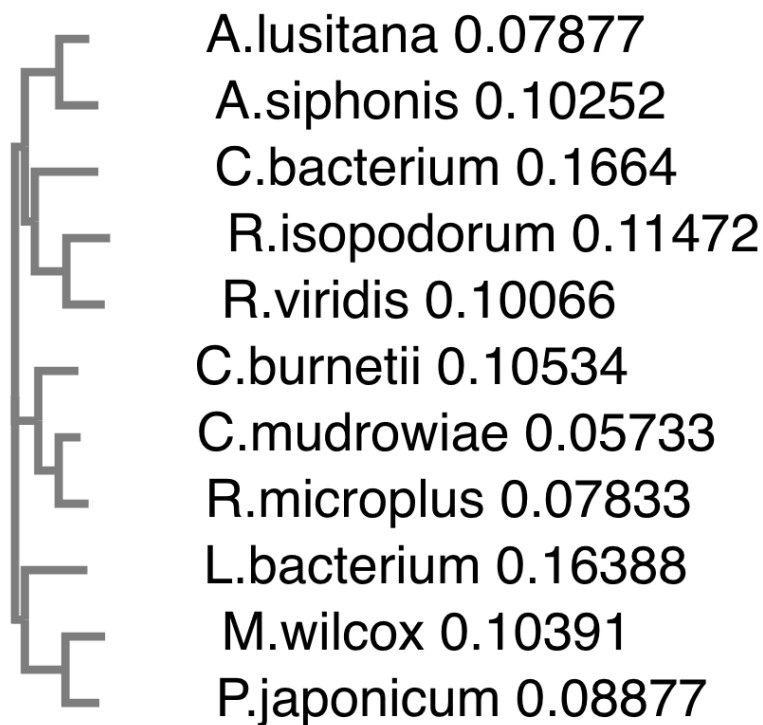 A.lusitana 0.07877
A.siphonis 0.10252
C.bacterium 0.1664
R.isopodorum 0.11472
R.viridis 0.10066
C.burnetii 0.10534
C.mudrowiae 0.05733
R.microplus 0.07833
L.bacterium 0.16388
M.wilcox 0.10391
P.japonicum 0.08877